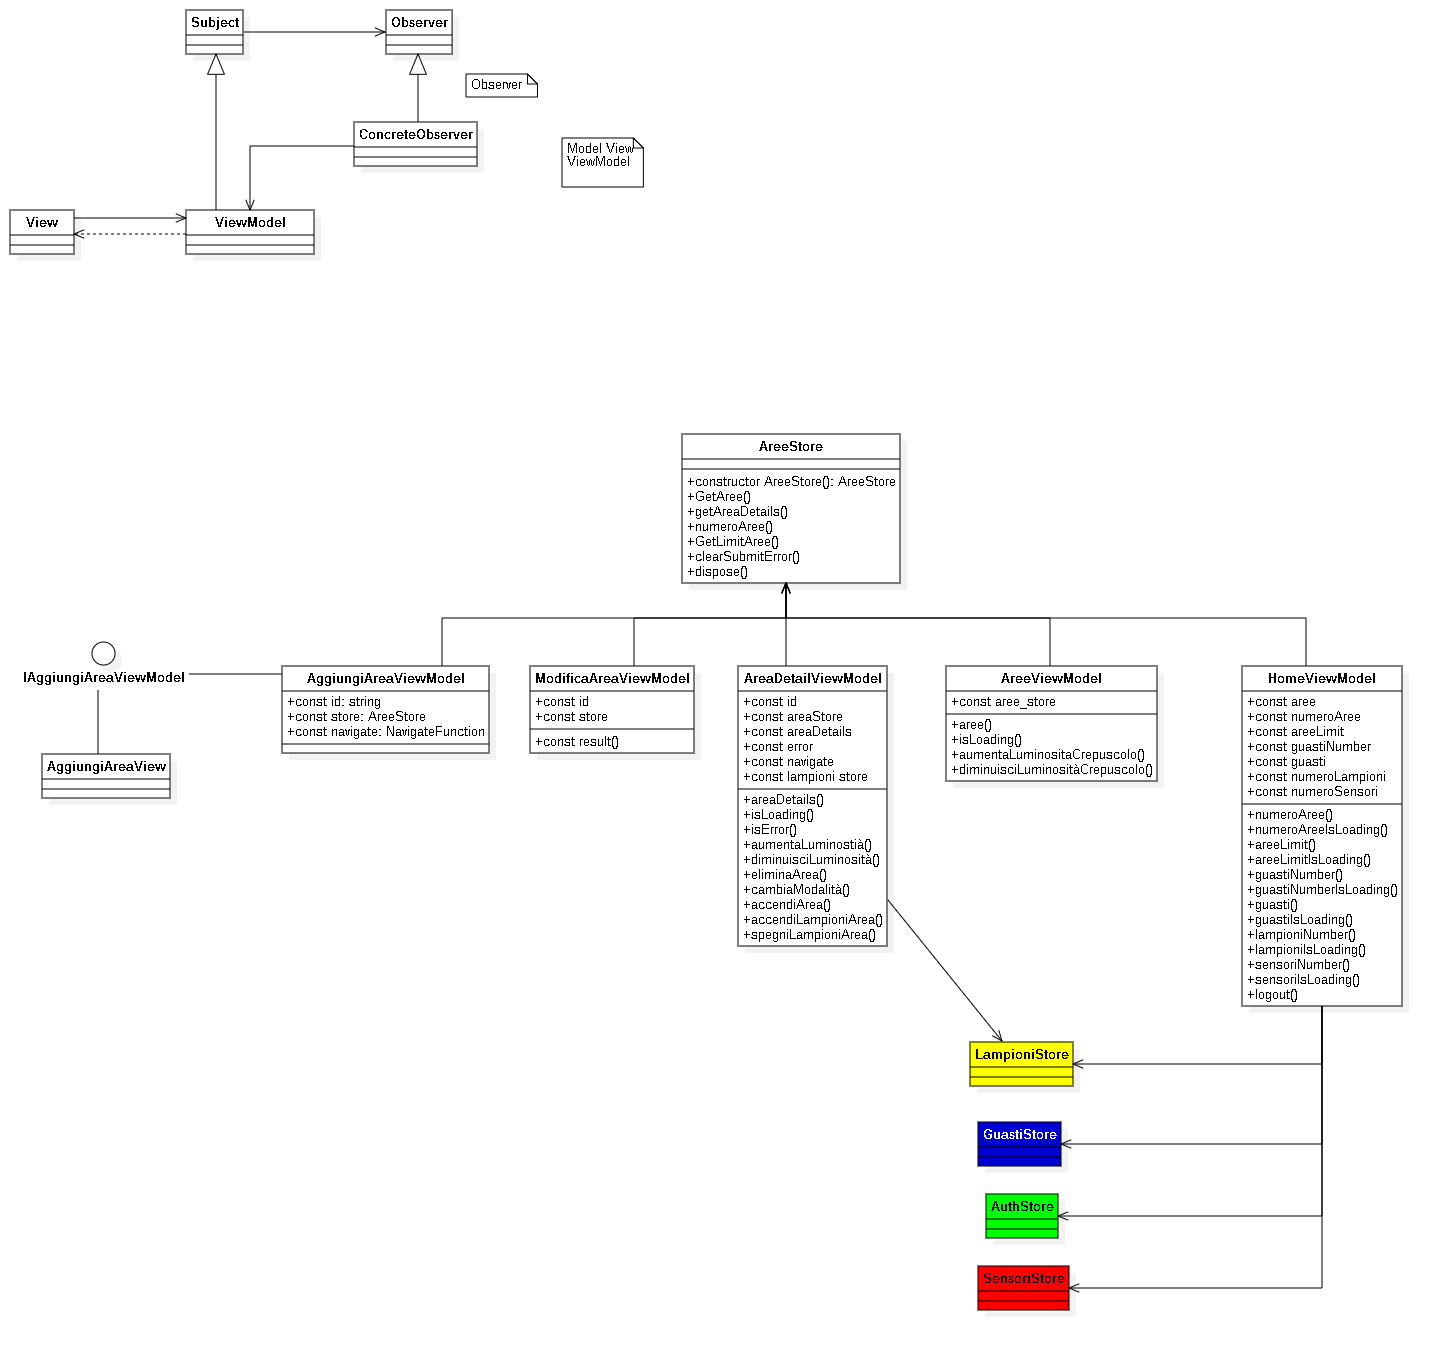 Subject
Observer
Observer
ConcreteObserver
Model View
ViewModel
View
ViewModel
AreeStore
+constructor AreeStore(): AreeStore
+GetAree()
+getAreaDetails()
+numeroAree()
+GetLimitAree()
+clearSubmitError()
+dispose()
IAggiungiAreaViewModel
AggiungiAreaView
AggiungiAreaViewModel
+const id: string
+const store: AreeStore
+const navigate: NavigateFunction
ModificaAreaViewModel
+const id
+const store
+const result()
AreaDetailViewModel
+const id
+const areaStore
+const areaDetails
+const error
+const navigate
+const lampioni store
+areaDetails()
+isLoading()
+isError()
+aumentaLuminostià()
+diminuisciLuminosità()
+eliminaArea()
+cambiaModalità()
+accendiArea()
+accendiLampioniArea()
+spegniLampioniArea()
AreeViewModel
+const aree_store
+aree()
+isLoading()
+aumentaLuminositaCrepuscolo()
+diminuisciLuminositàCrepuscolo()
HomeViewModel
+const aree
+const numeroAree
+const areeLimit
+const guastiNumber
+const guasti
+const numeroLampioni
+const numeroSensori
+numeroAree()
+numeroAreeIsLoading()
+areeLimit()
+areeLimitIsLoading()
+guastiNumber()
+guastiNumberIsLoading()
+guasti()
+guastiIsLoading()
+lampioniNumber()
+lampioniIsLoading()
+sensoriNumber()
+sensoriIsLoading()
+logout()
LampioniStore
GuastiStore
AuthStore
SensoriStore